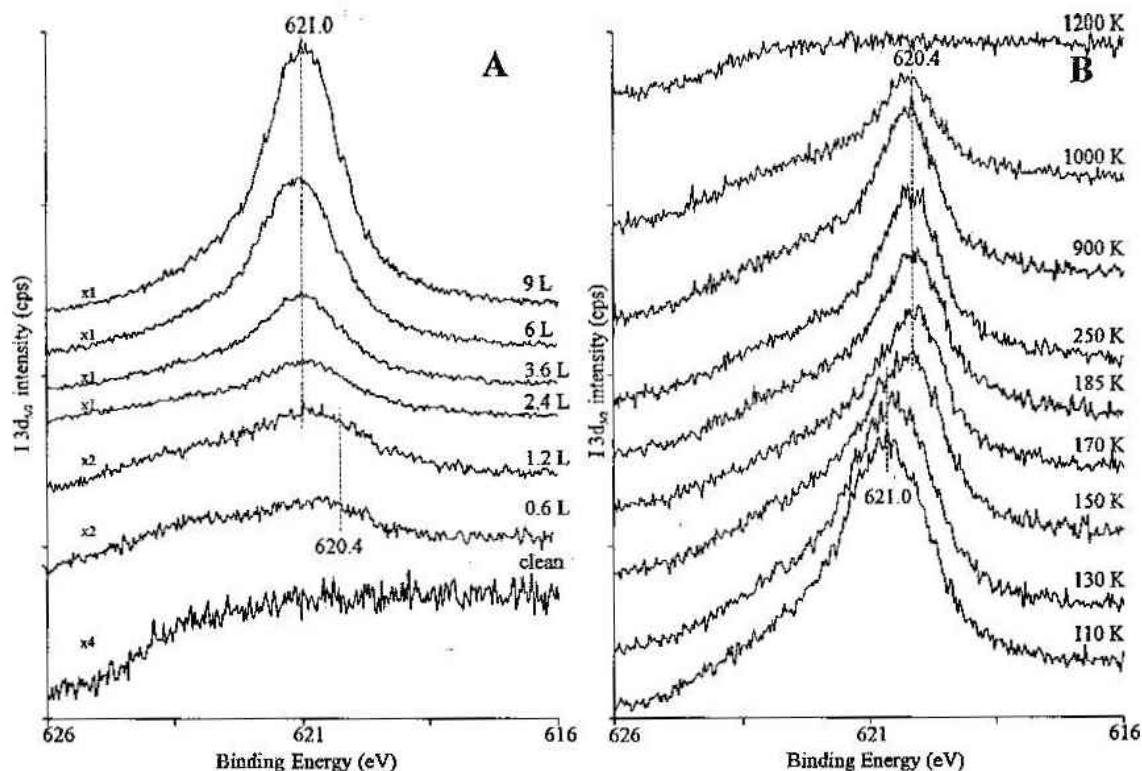 621.0
A
9 L
x1
6 L
x1
3.6 L
x1
2.4 L
x1
1.2 L
x2
0.6 L
x2
620.4
clean
x4
626
621
616
Binding Energy (eV)
I 3d5/2 intensity (cps)
1200 K
620.4
B
1000 K
900 K
250 K
185 K
170 K
150 K
621.0
130 K
110 K
626
621
616
Binding Energy (eV)
I 3d5/2 intensity (cps)